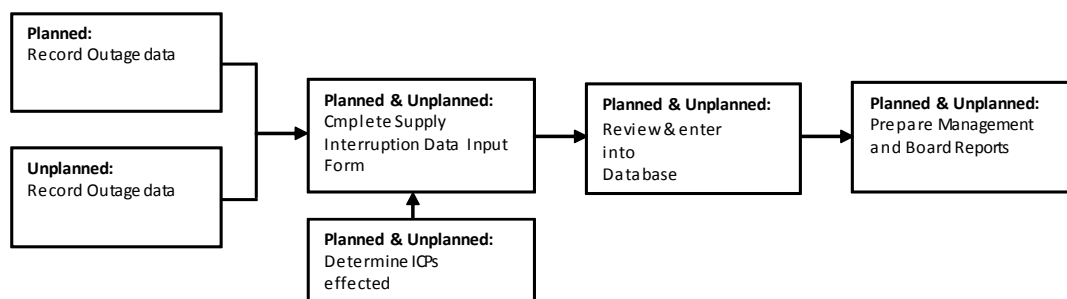 Planned:
Record Outage data
Unplanned:
Record Outage data
Planned & Unplanned:
Cmplete Supply
Interruption Data Input
Form
Planned & Unplanned:
Determine ICPs
effected
Planned & Unplanned:
Review & enter
into
Database
Planned & Unplanned:
Prepare Management
and Board Reports